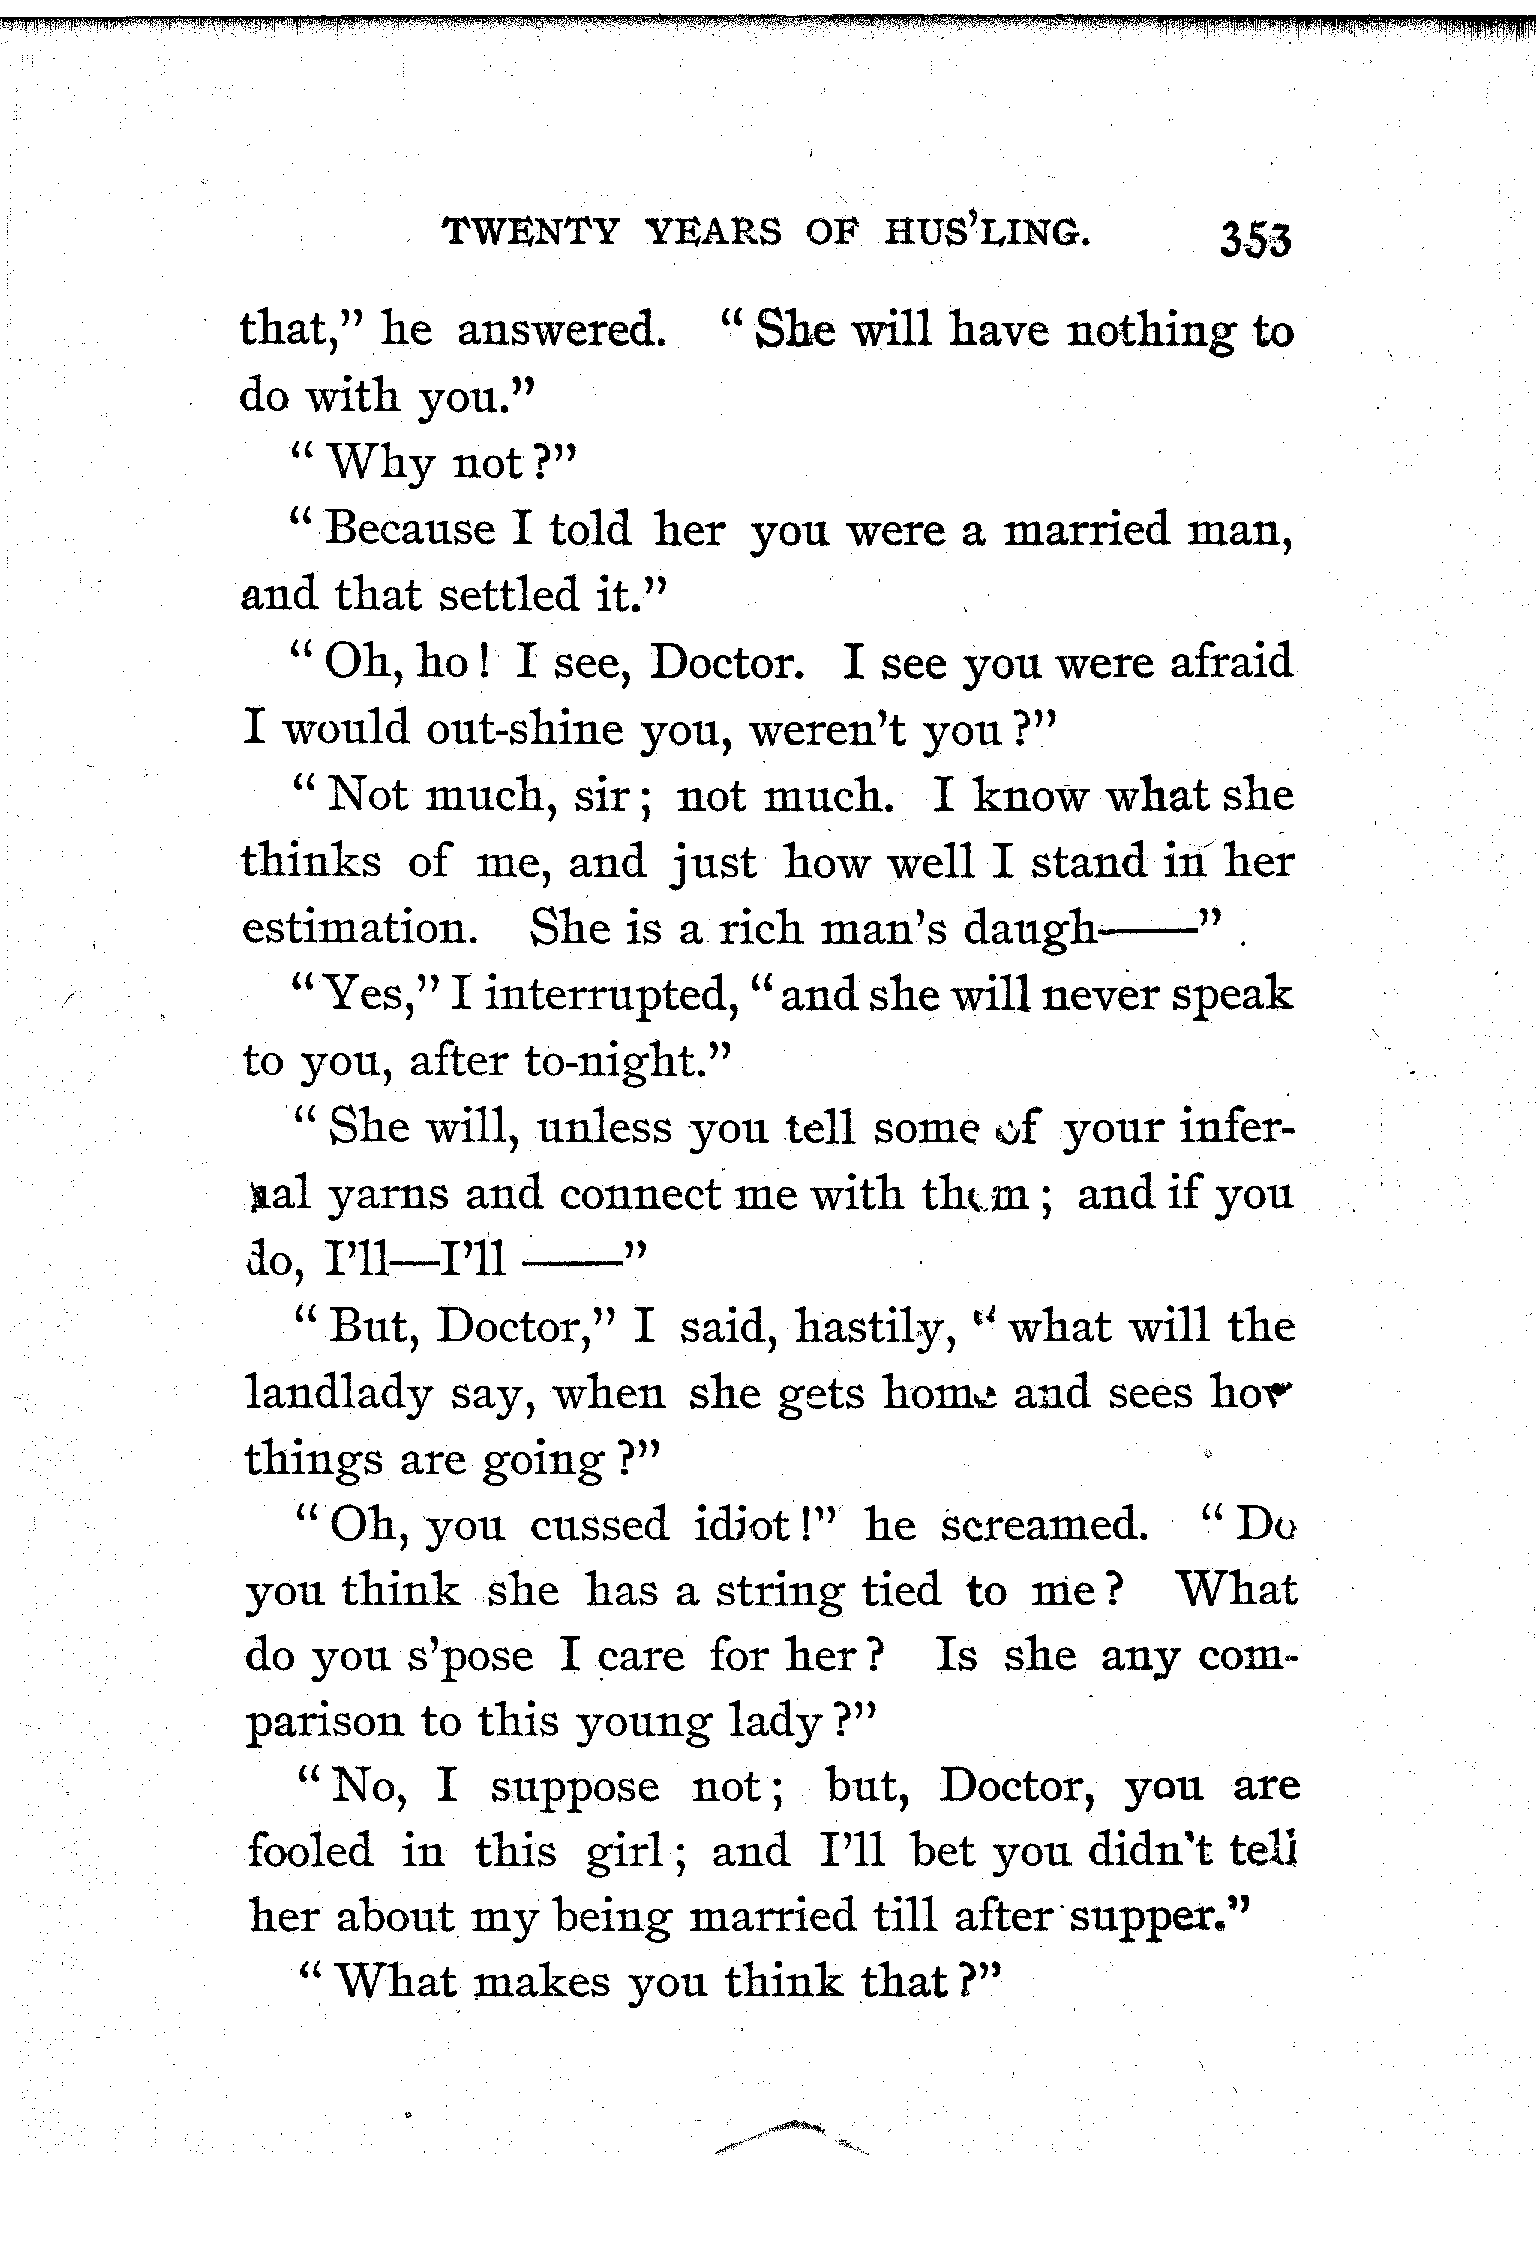 TWENTY YEARS OF HUS'LING. 353
that," he answered. "She will have nothing to
do with you."
"Why not?"
"Because I told her you were a married man,
and that settled it."
"Oh, ho! I see, Doctor. I see you were afraid
I would out-shine you, weren't you?"
"Not much, sir; not much. I know what she
thinks of me, and just how well I stand in her
estimation. She is a rich man's daugh——"
"Yes," I interrupted, "and she will never speak
to you, after to-night."
"She will, unless you tell some of your infer-
nal yarns and connect me with them; and if you
do, I'll—I'll ——"
"But, Doctor," I said, hastily, "what will the
landlady say, when she gets home and sees how
things are going?"
"Oh, you cussed idiot!" he screamed. "Do
you think she has a string tied to me? What
do you s'pose I care for her? Is she any com-
parison to this young lady?"
"No, I suppose not; but, Doctor, you are
fooled in this girl; and I'll bet you didn't tell
her about my being married till after supper."
"What makes you think that?"